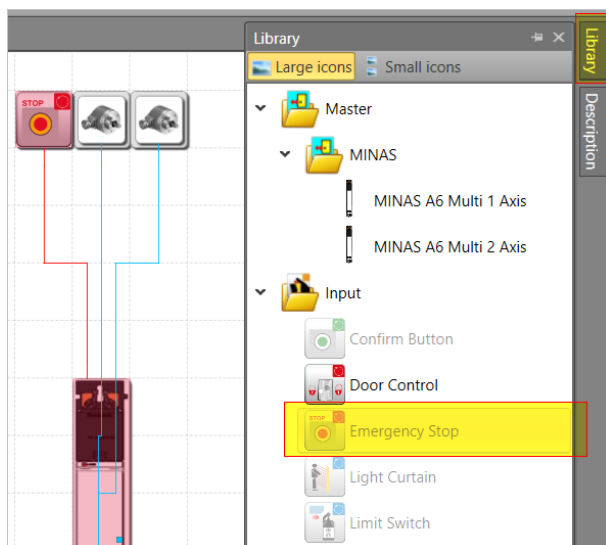 Library
Large icons
Small icons
Master
MINAS
MINAS A6 Multi 1 Axis
MINAS A6 Multi 2 Axis
Input
Confirm Button
Door Control
STOP
Emergency Stop
Light Curtain
Limit Switch
STOP
Library
Description